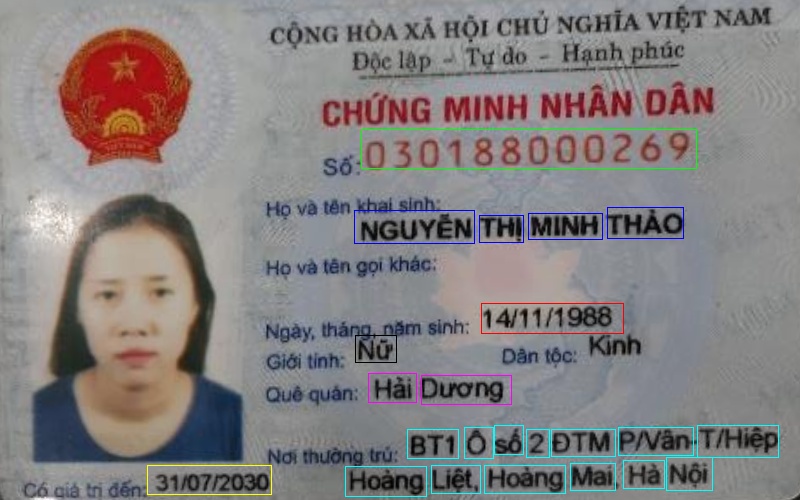 CỘNG HÒA XÃ HỘI CHỦ NGHĨA VIỆT NAM
Độc lập - Tự do - Hạnh phúc
CHỨNG MINH NHÂN DÂN
Số: 030188000269
Họ và tên khai sinh:
NGUYỄN THỊ MINH THẢO
Họ và tên gọi khác:
Ngày, tháng, năm sinh: 14/11/1988
Giới tính: Nữ Dân tộc: Kinh
Quê quán: Hải Dương
Nơi thường trú: BT1 Ô số 2 ĐTM P/Vân-T/Hiệp
Hoàng Liệt, Hoàng Mai, Hà Nội
Có giá trị đến: 31/07/2030